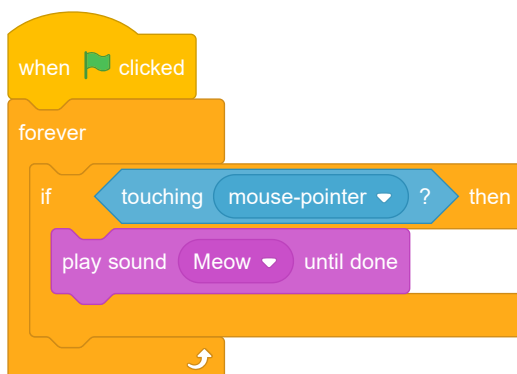 when clicked
forever
if touching mouse-pointer ? then
play sound Meow until done